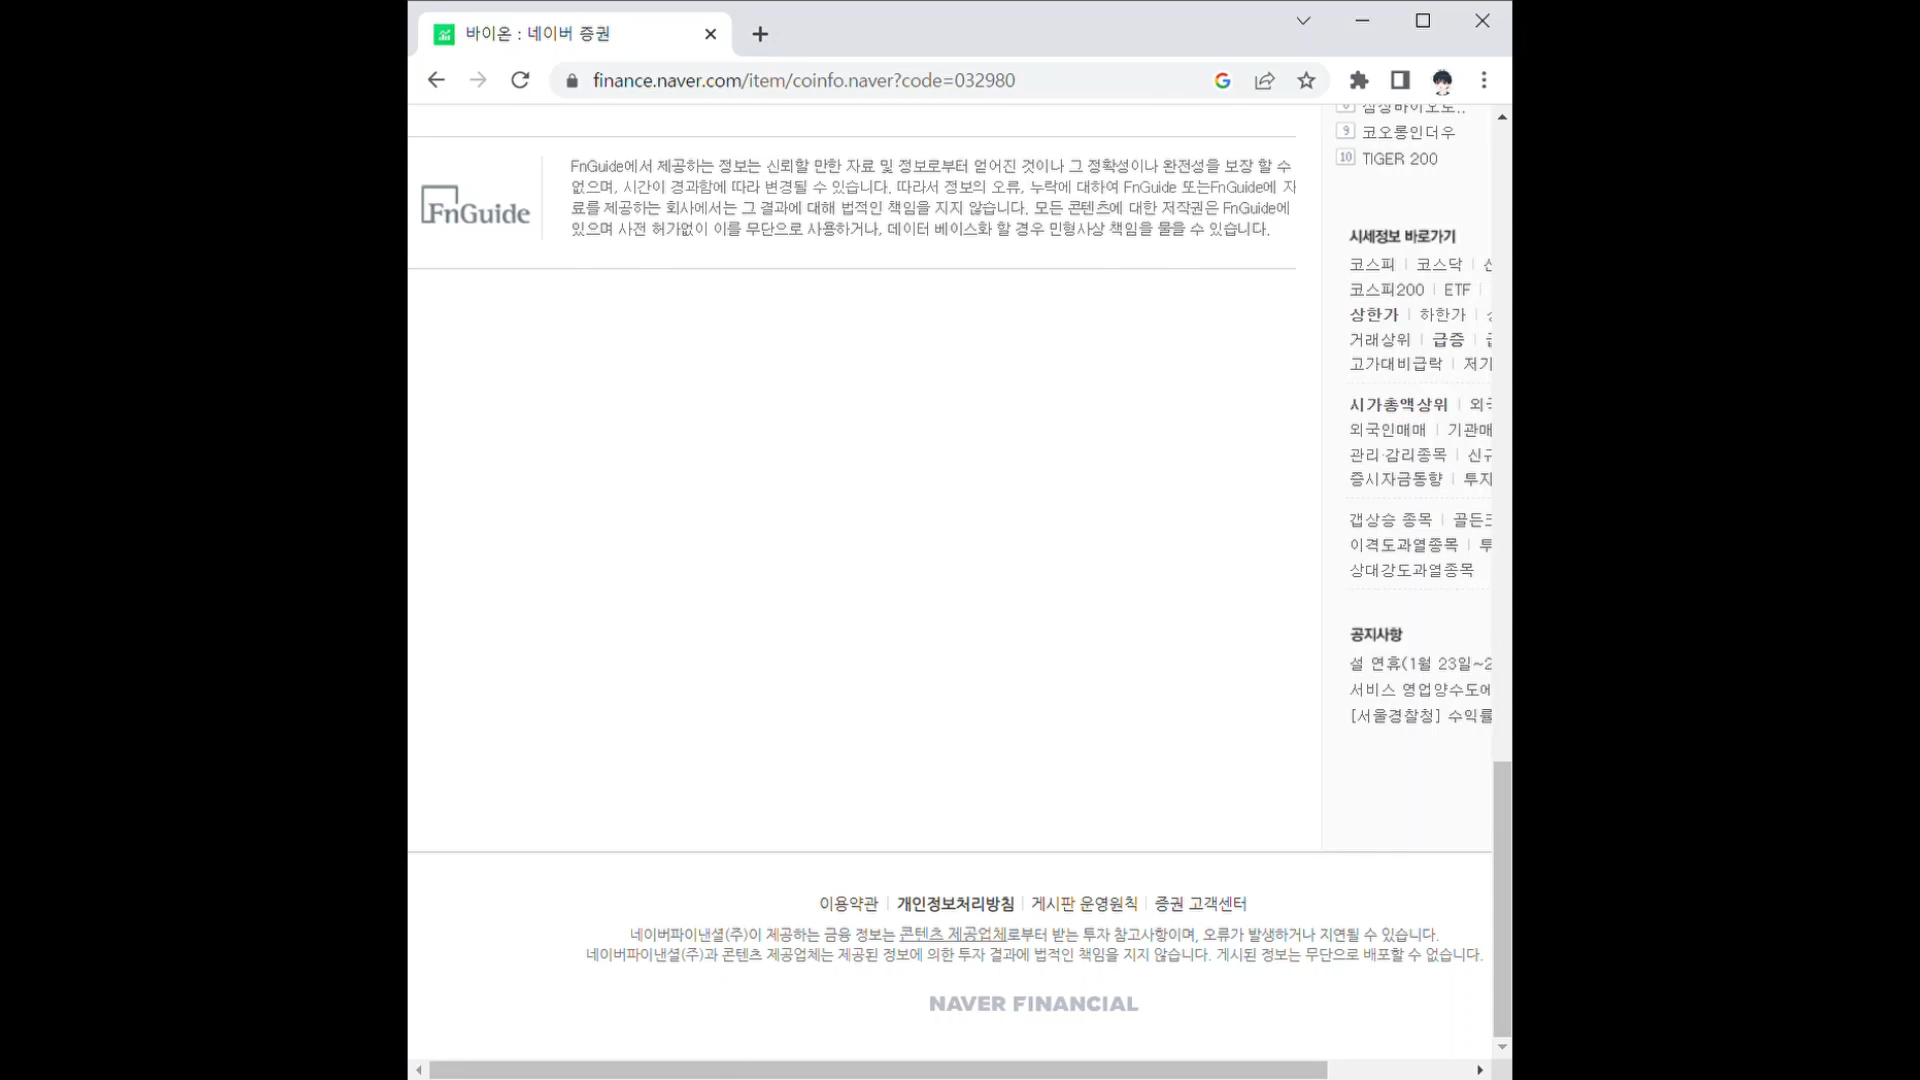 바이온 : 네이버 증권
finance.naver.com/item/coinfo.naver?code=032980
FnGuide
FnGuide에서 제공하는 정보는 신뢰할 만한 자료 및 정보로부터 얻어진 것이나 그 정확성이나 완전성을 보장 할 수
없으며, 시간이 경과함에 따라 변경될 수 있습니다. 따라서 정보의 오류, 누락에 대하여 FnGuide 또는FnGuide에 자
료를 제공하는 회사에서는 그 결과에 대해 법적인 책임을 지지 않습니다. 모든 콘텐츠에 대한 저작권은 FnGuide에
있으며 사전 허가없이 이를 무단으로 사용하거나, 데이터 베이스화 할 경우 민형사상 책임을 물을 수 있습니다.
삼성바이오로..
9 코오롱인더우
10 TIGER 200
시세정보 바로가기
코스피 | 코스닥 |
코스피200 | ETF |
상한가 | 하한가 |
거래상위 | 급증 |
고가대비급락 |
시가총액상위 |
외국인매매 | 기관매
관리·감리종목 | 신규
증시자금동향 | 투자
갭상승 종목 |
이격도과열종목 | 투
상대강도과열종목
공지사항
설 연휴(1월 23일~2
서비스 영업양수도에
[서울경찰청] 수익률
이용약관 | 개인정보처리방침 | 게시판 운영원칙 | 증권 고객센터
네이버파이낸셜(주)이 제공하는 금융 정보는 콘텐츠 제공업체로부터 받는 투자 참고사항이며, 오류가 발생하거나 지연될 수 있습니다.
네이버파이낸셜(주)과 콘텐츠 제공업체는 제공된 정보에 의한 투자 결과에 법적인 책임을 지지 않습니다. 게시된 정보는 무단으로 배포할 수 없습니다.
NAVER FINANCIAL